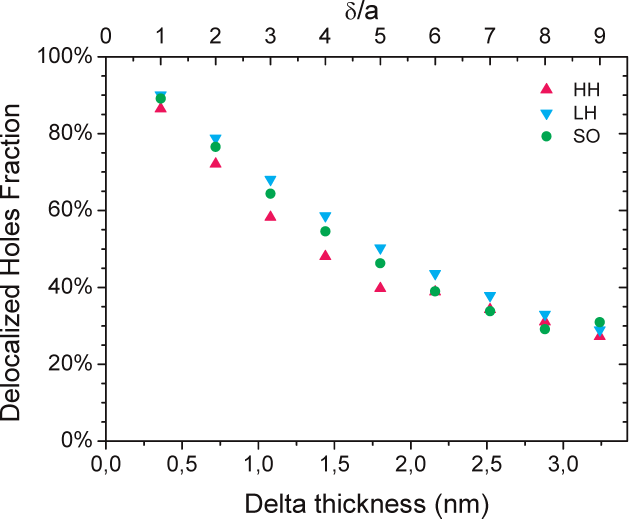 δ/a
0 1 2 3 4 5 6 7 8 9
100%
80%
60%
40%
20%
0%
Delocalized Holes Fraction
HH
LH
SO
0,0 0,5 1,0 1,5 2,0 2,5 3,0
Delta thickness (nm)